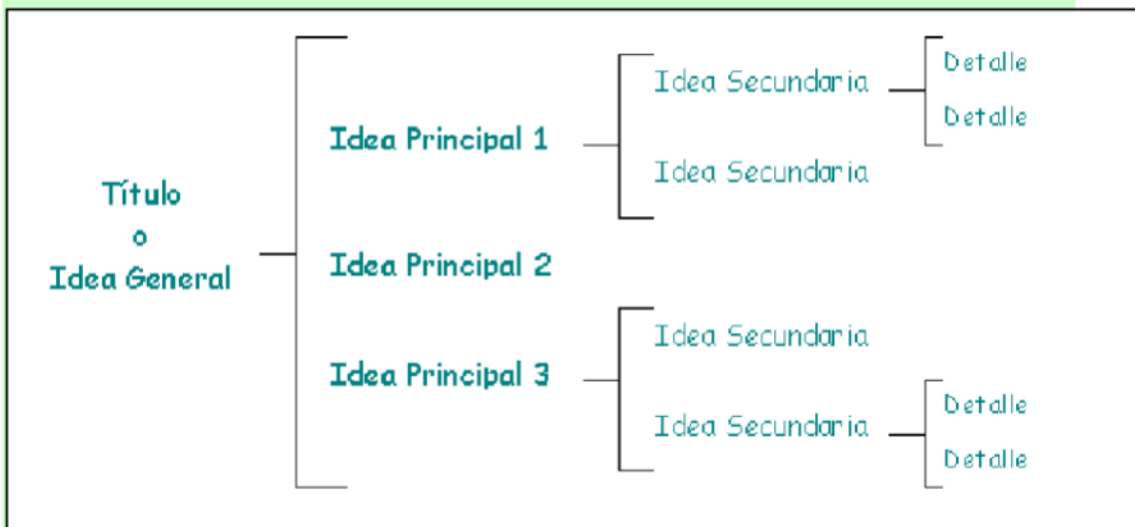 Título
o
Idea General
Idea Principal 1
Idea Secundaria
Detalle
Detalle
Idea Secundaria
Idea Principal 2
Idea Principal 3
Idea Secundaria
Idea Secundaria
Detalle
Detalle